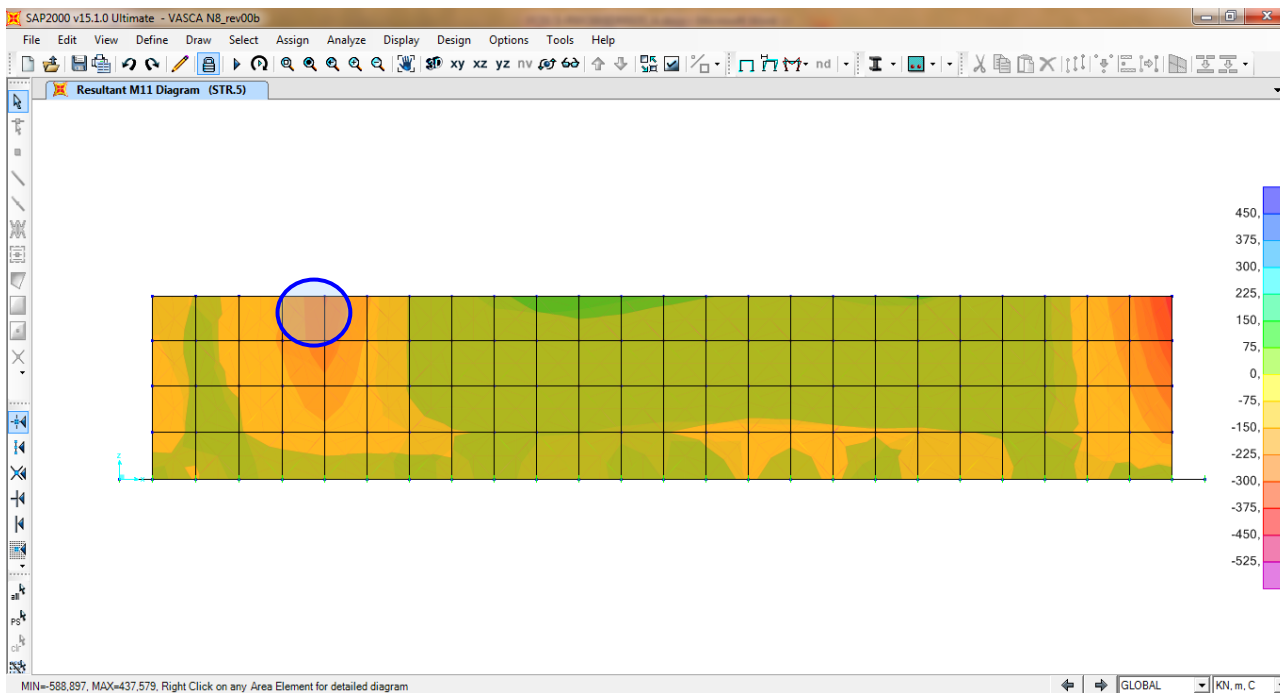 SAP2000 v15.1.0 Ultimate - VASCA N8_rev00b
File Edit View Define Draw Select Assign Analyze Display Design Options Tools Help
xy xz yz nv nd
Resultant M11 Diagram (STR.5)
450,
375,
300,
225,
150,
75,
0,
-75,
-150,
-225,
-300,
-375,
-450,
-525,
z
all
PS
clr
MIN=-588,897, MAX=437,579, Right Click on any Area Element for detailed diagram
GLOBAL
KN, m, C